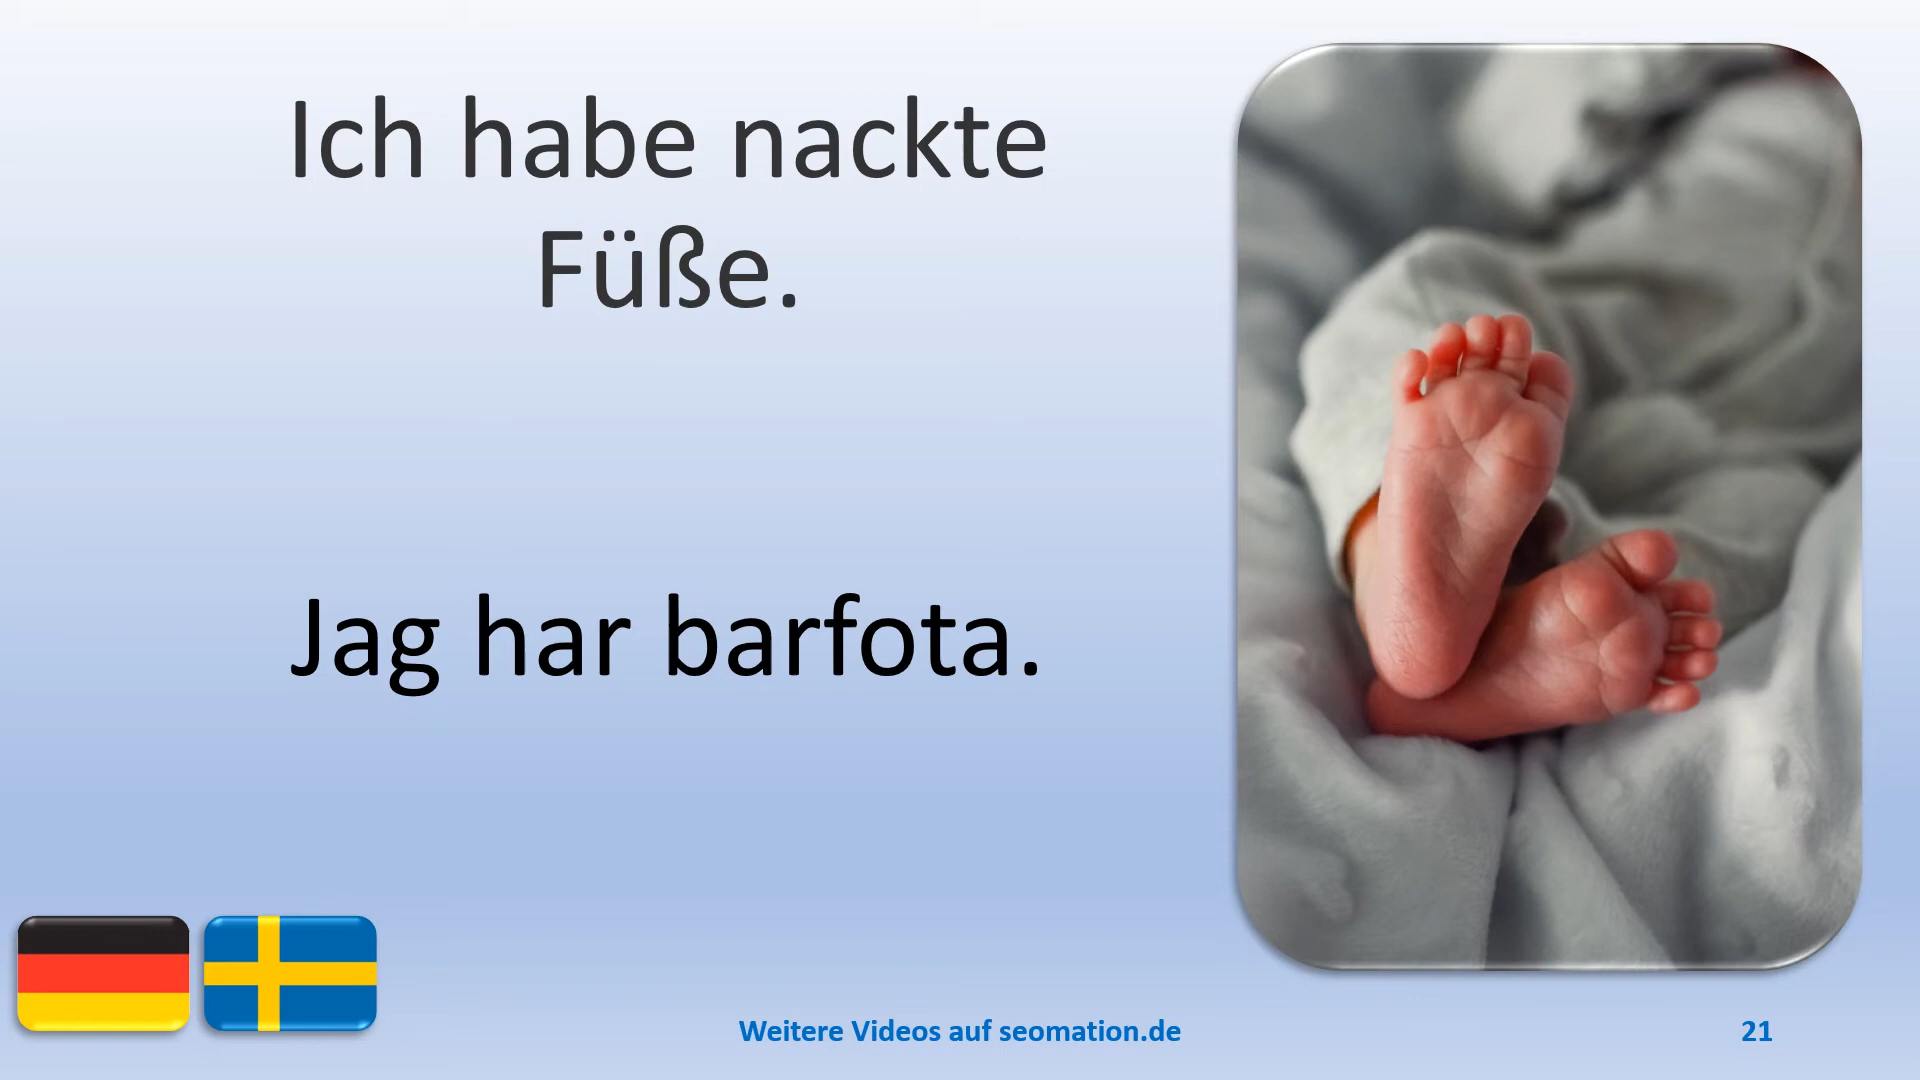 Ich habe nackte
Füße.
Jag har barfota.
Weitere Videos auf seomation.de
21